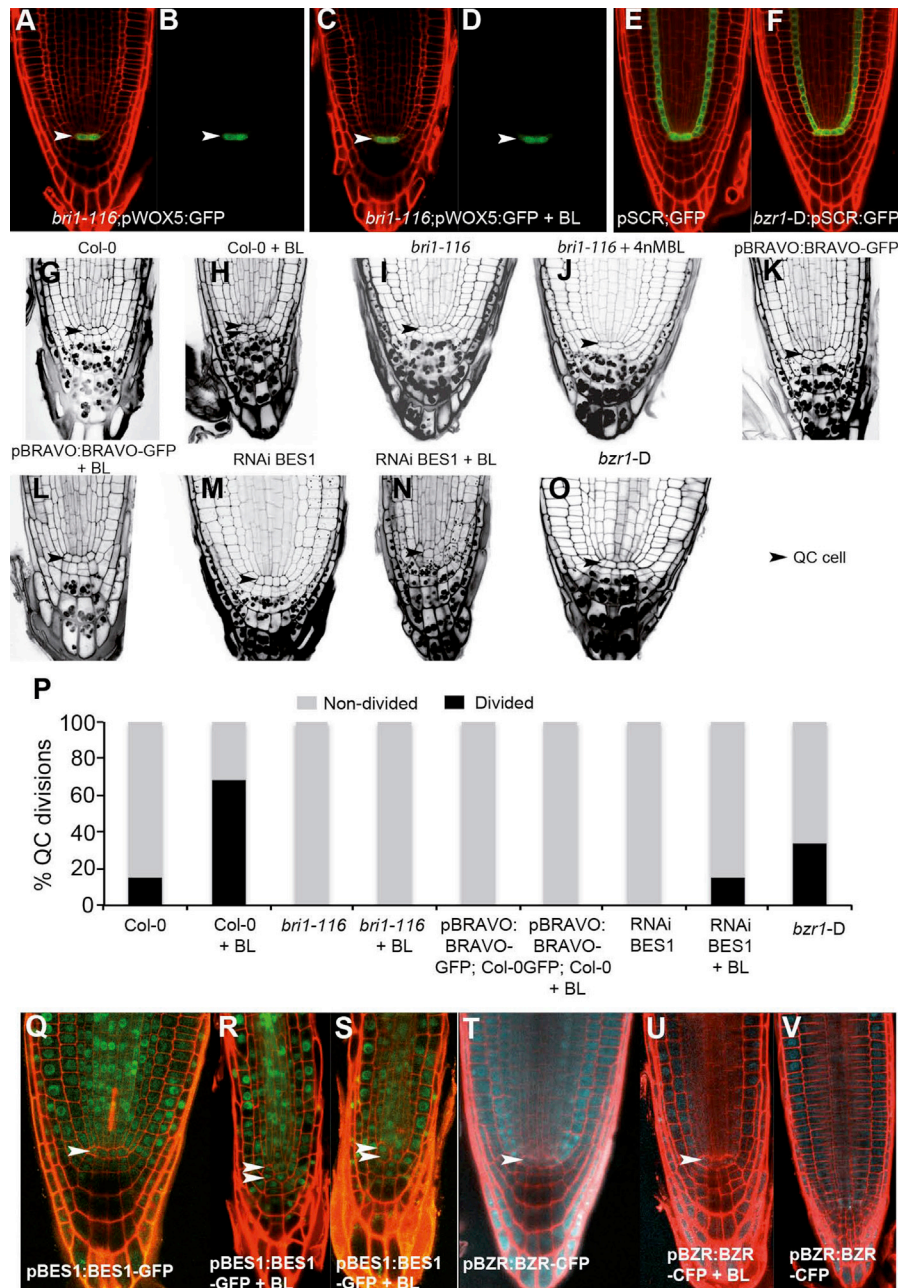 A B C D E F
bri1-116;pWOX5:GFP
bri1-116;pWOX5:GFP + BL
pSCR;GFP
bzr1-D:pSCR:GFP
Col-0
Col-0 + BL
bri1-116
bri1-116 + 4nMBL
pBRAVO:BRAVO-GFP
G H I J K
pBRAVO:BRAVO-GFP
+ BL
RNAi BES1
RNAi BES1 + BL
bzr1-D
L M N O
QC cell
P
Non-divided
Divided
% QC divisions
100
80
60
40
20
0
Col-0
Col-0
+ BL
bri1-116
bri1-116
+ BL
pBRAVO:
BRAVO-
GFP; Col-0
pBRAVO:
BRAVO-
GFP; Col-0
+ BL
RNAi
BES1
RNAi
BES1
+ BL
bzr1-D
Q R S T U V
pBES1:BES1-GFP
pBES1:BES1
-GFP + BL
pBES1:BES1
-GFP + BL
pBZR:BZR-CFP
pBZR:BZR
-CFP + BL
pBZR:BZR
-CFP